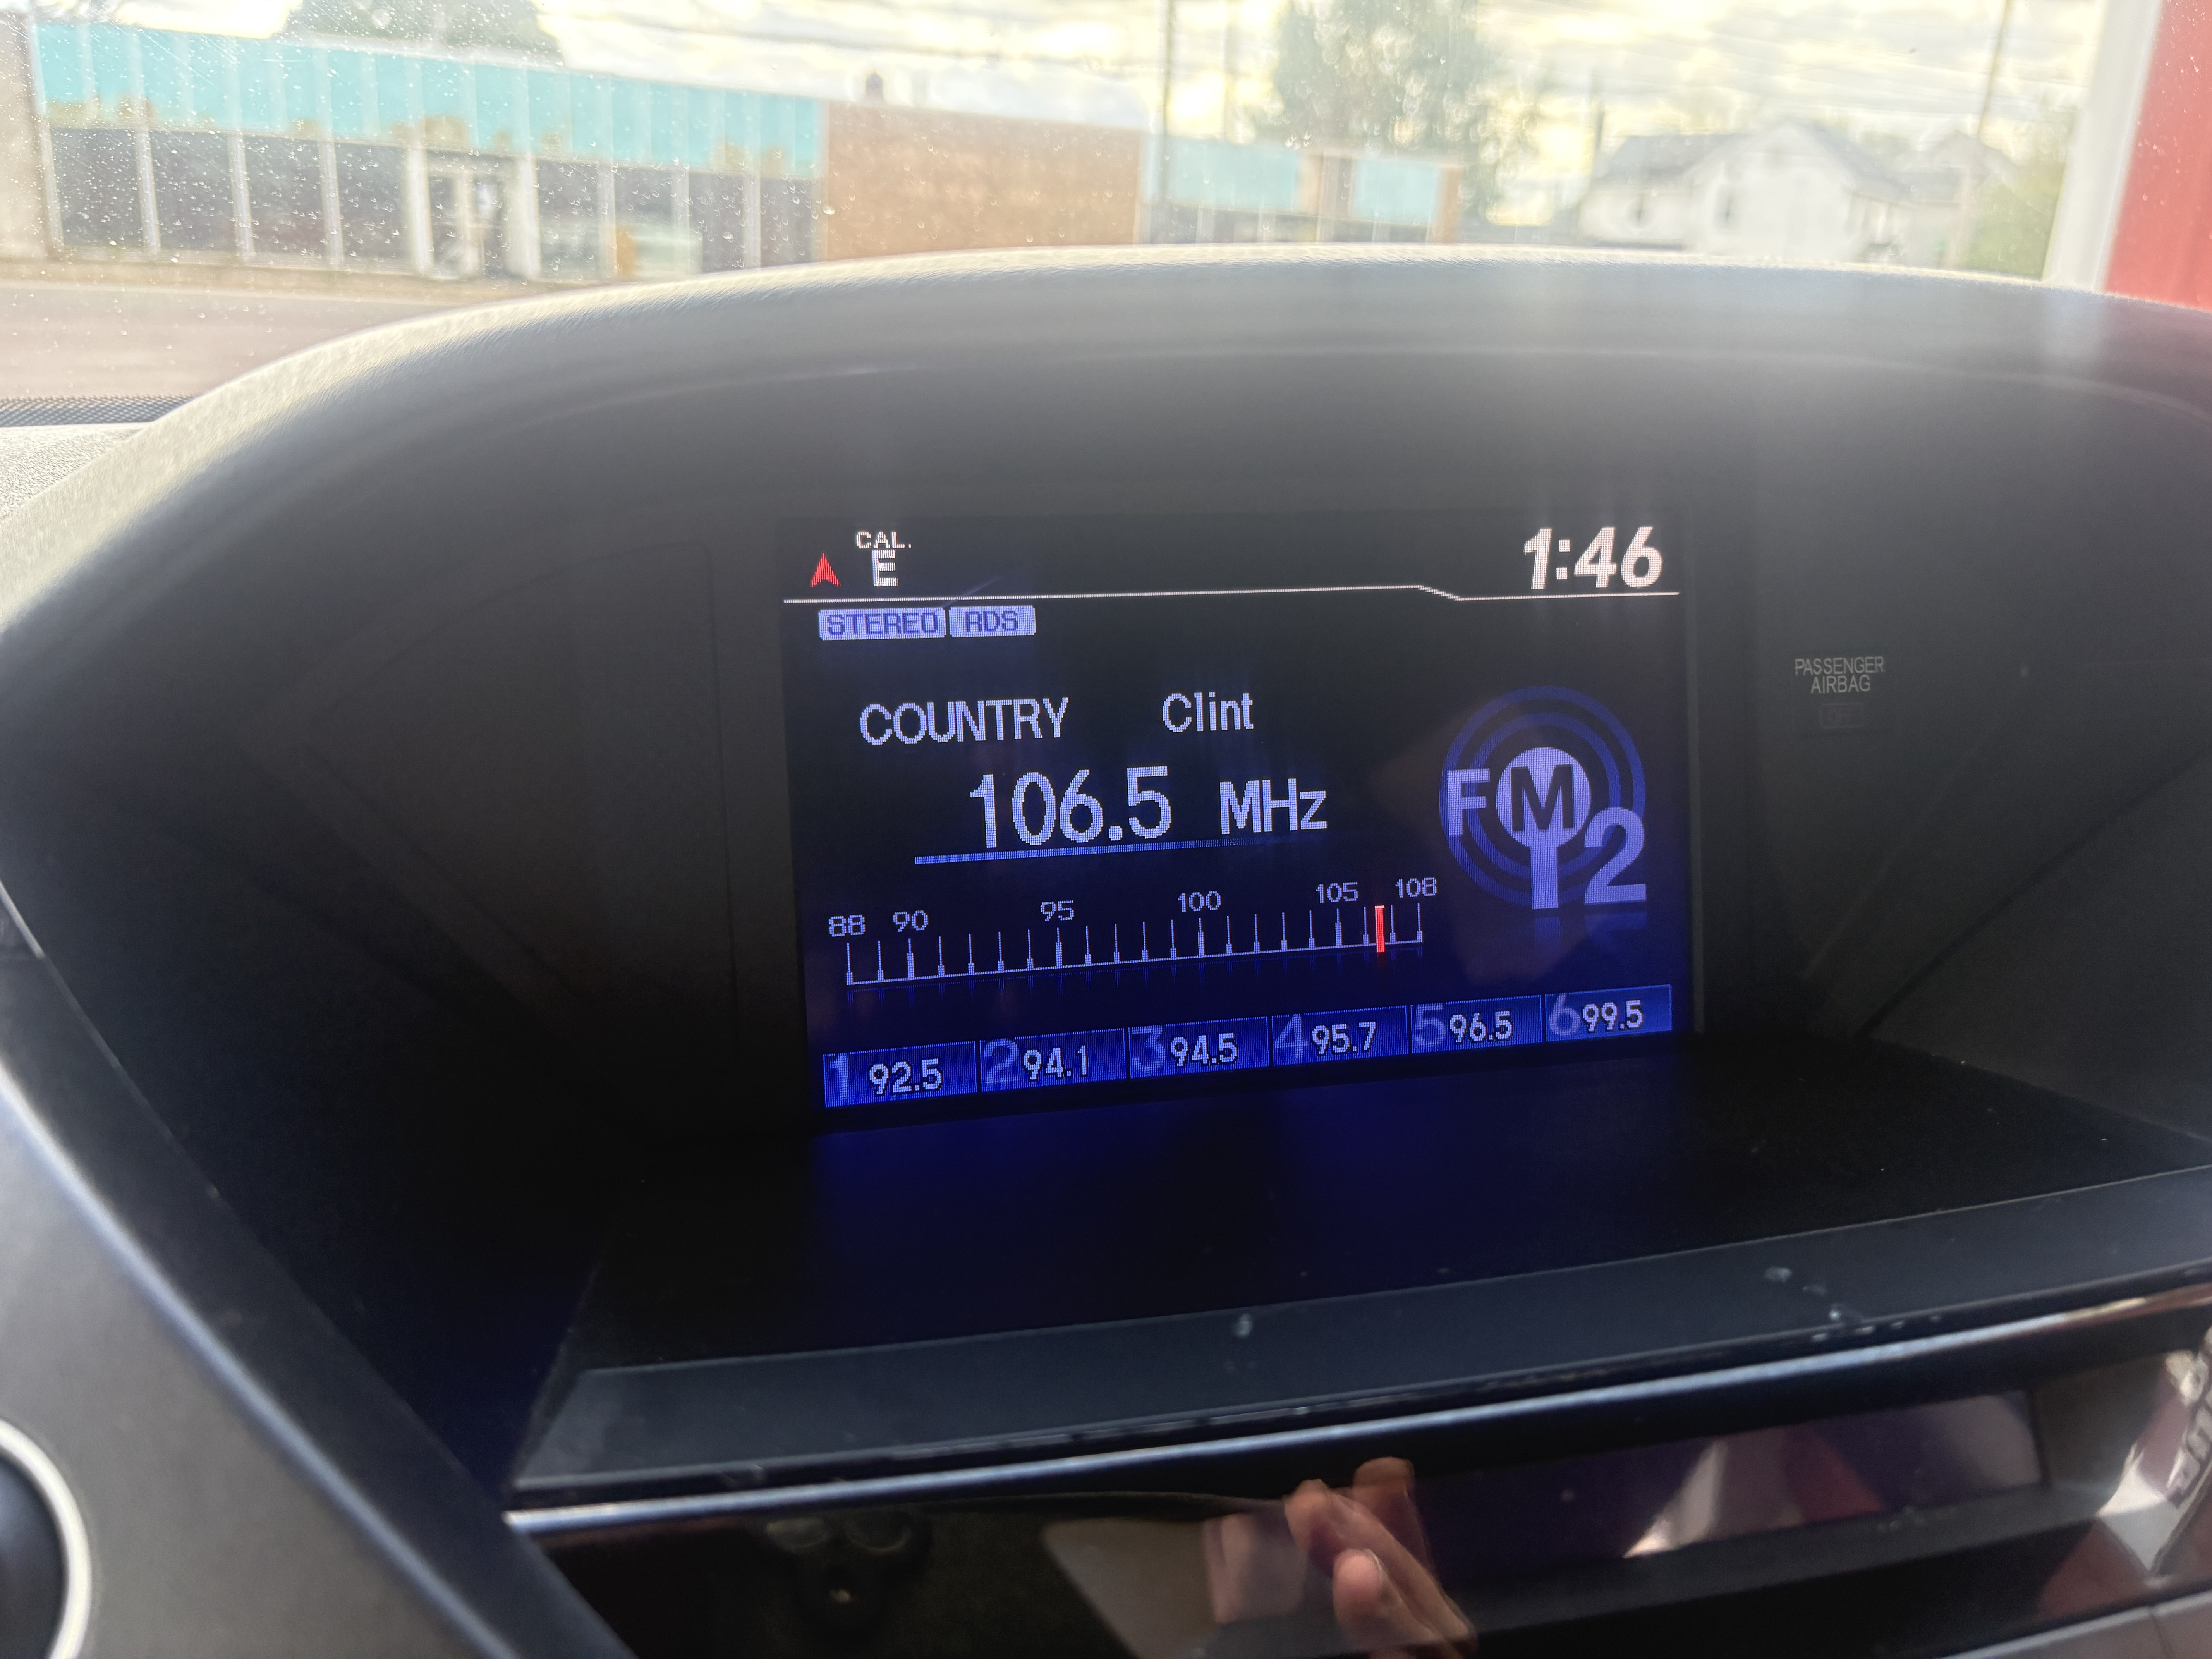 CAL.
E
1:46
STEREO RDS
COUNTRY Clint
106.5 MHz
FM2
88 90 95 100 105 108
1 92.5 2 94.1 3 94.5 4 95.7 5 96.5 6 99.5
PASSENGER
AIRBAG